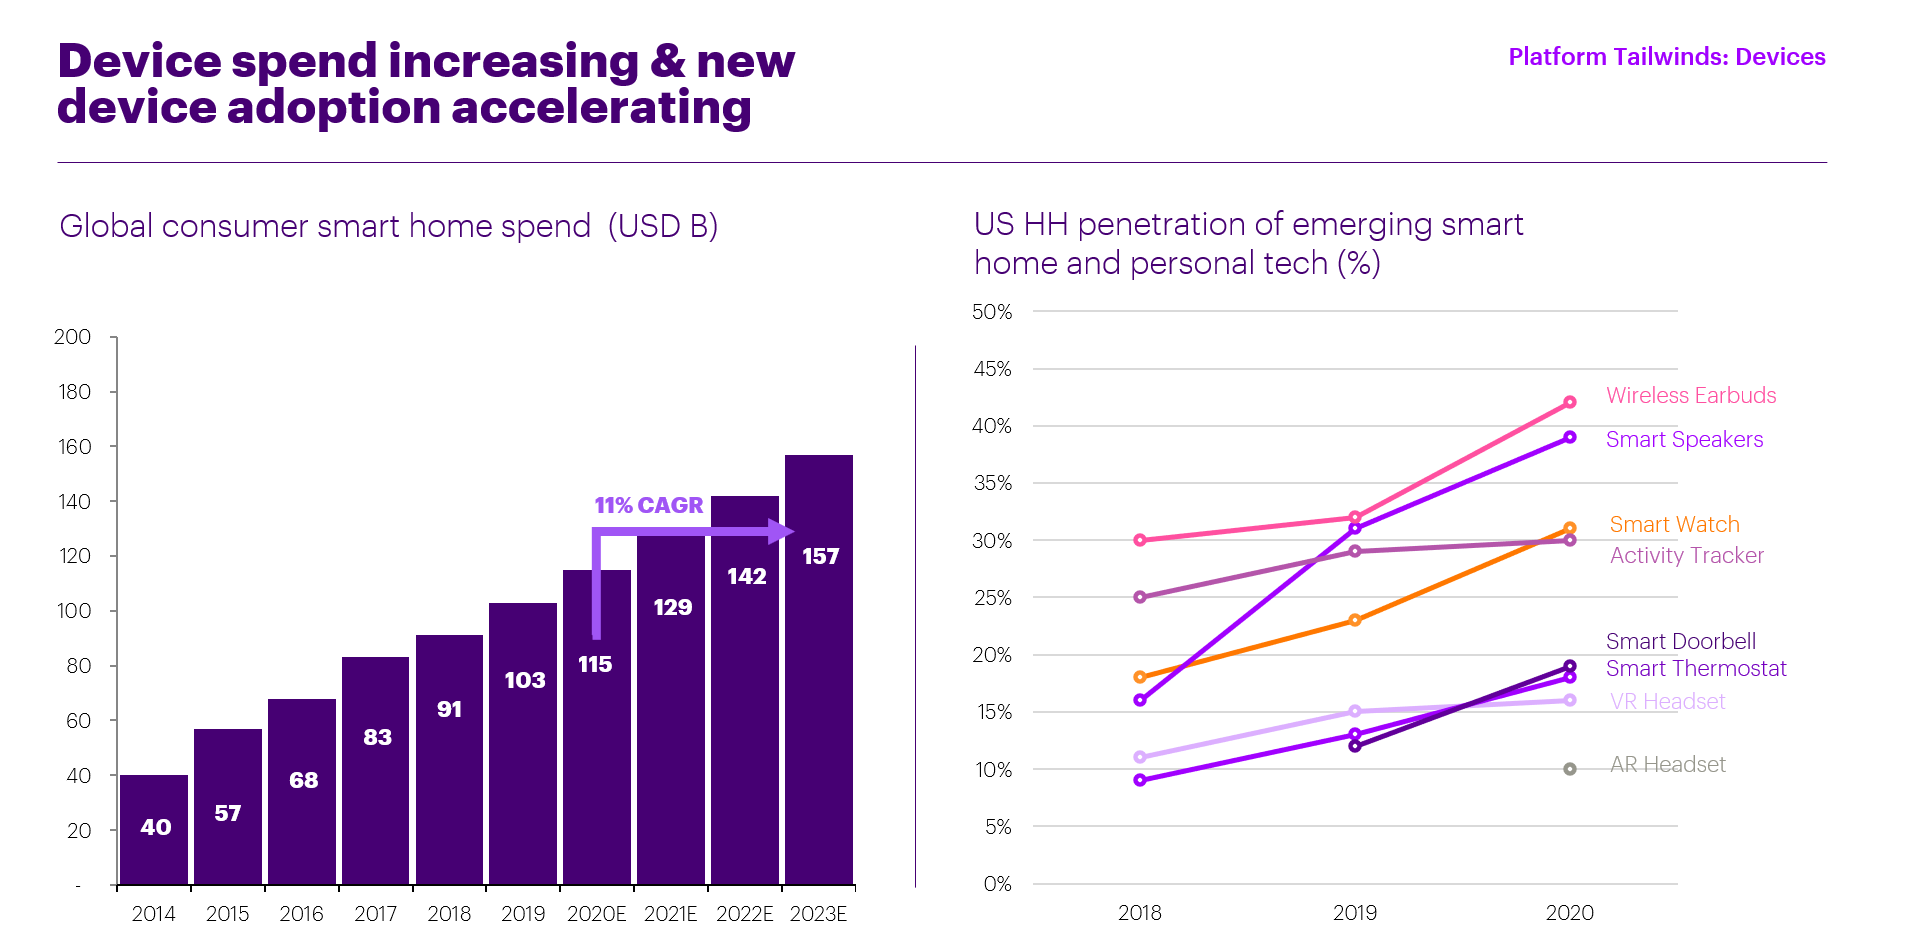 Device spend increasing & new
device adoption accelerating
Platform Tailwinds: Devices
Global consumer smart home spend (USD B)
200
180
160
140
120
100
80
60
40
20
-
11% CAGR
40
57
68
83
91
103
115
129
142
157
2014
2015
2016
2017
2018
2019
2020E
2021E
2022E
2023E
US HH penetration of emerging smart
home and personal tech (%)
50%
45%
40%
35%
30%
25%
20%
15%
10%
5%
0%
Wireless Earbuds
Smart Speakers
Smart Watch
Activity Tracker
Smart Doorbell
Smart Thermostat
VR Headset
AR Headset
2018
2019
2020